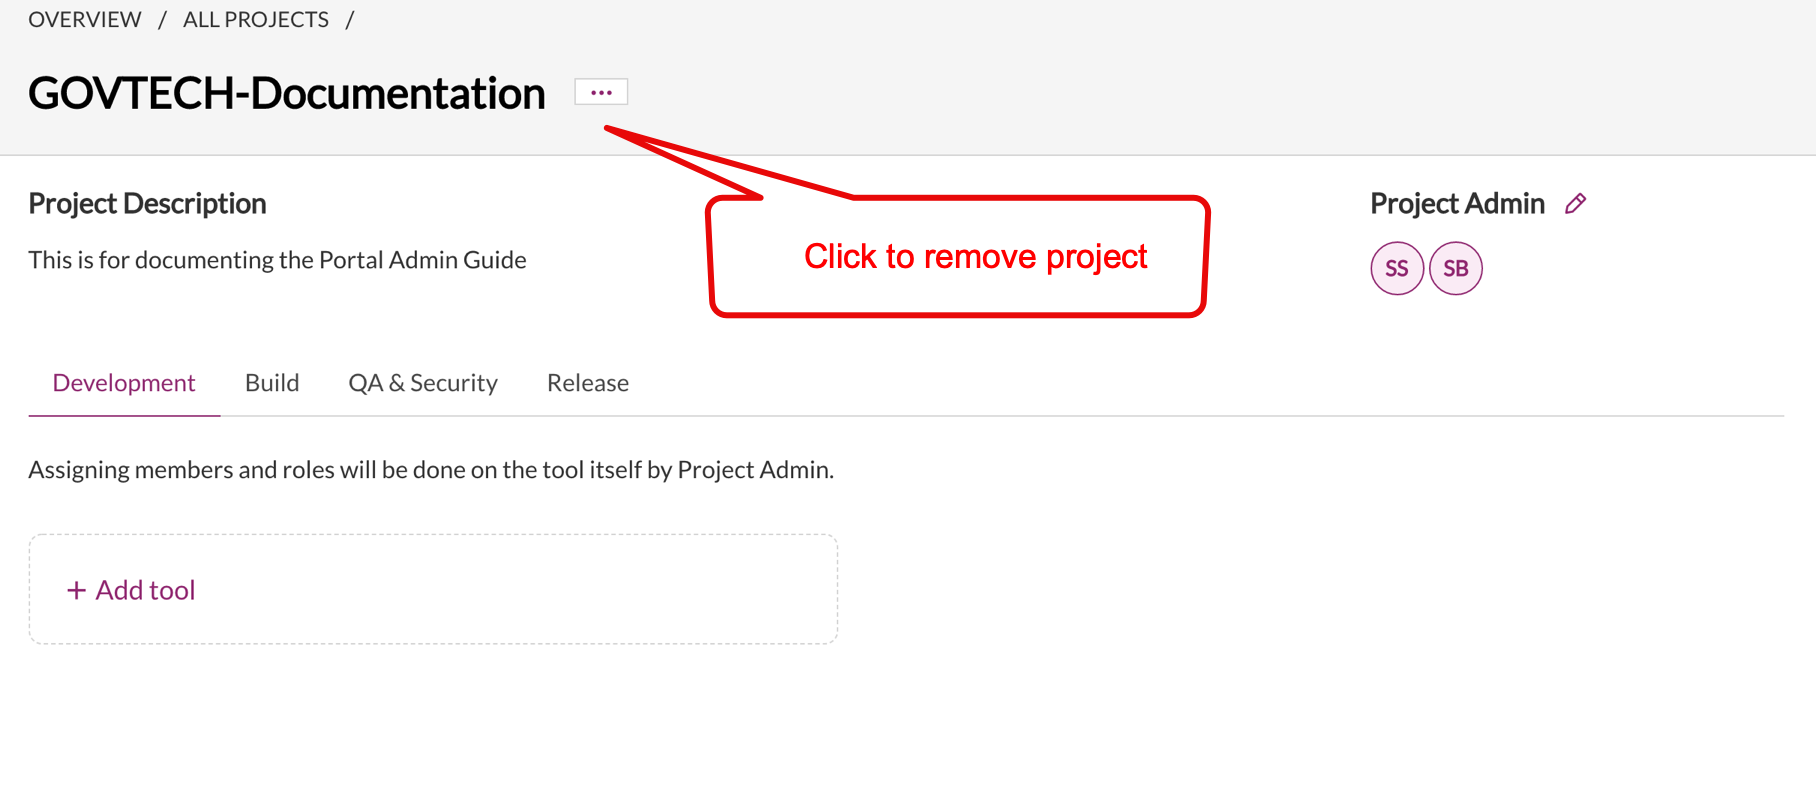 OVERVIEW / ALL PROJECTS /
GOVTECH-Documentation ...
Project Description
This is for documenting the Portal Admin Guide
Click to remove project
Project Admin
SS SB
Development Build QA & Security Release
Assigning members and roles will be done on the tool itself by Project Admin.
+ Add tool